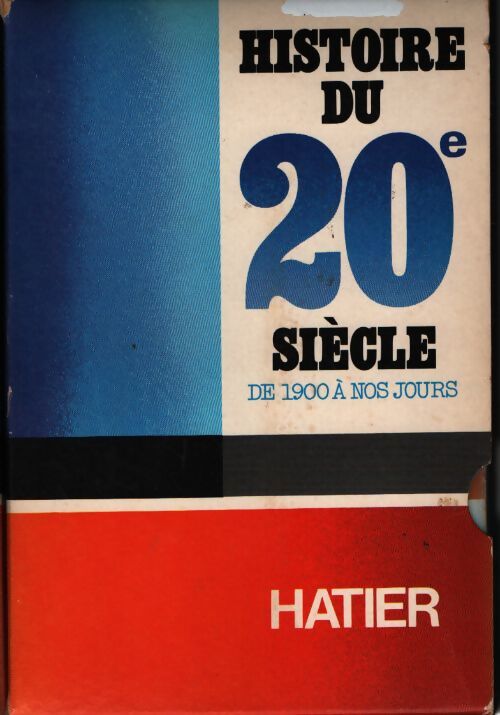 HISTOIRE
DU
20e
SIÈCLE
DE 1900 À NOS JOURS
HATIER